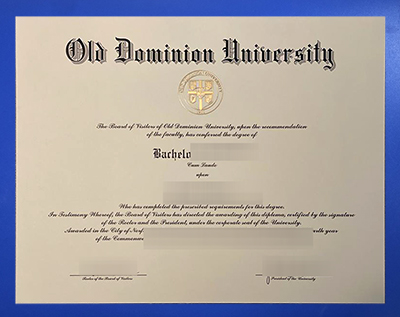 Old Dominion University
The Board of Visitors of Old Dominion University, upon the recommendation
of the faculty, has conferred the degree of
Bachelo
Cum Laude
upon
Who has completed the prescribed requirements for this degree.
In Testimony Whereof, the Board of Visitors has directed the awarding of this diploma, certified by the signature
of the Rector and the President, under the corporate seal of the University.
Awarded in the City of Norf
year
of the Commonw
Rector of the Board of Visitors
President of the University